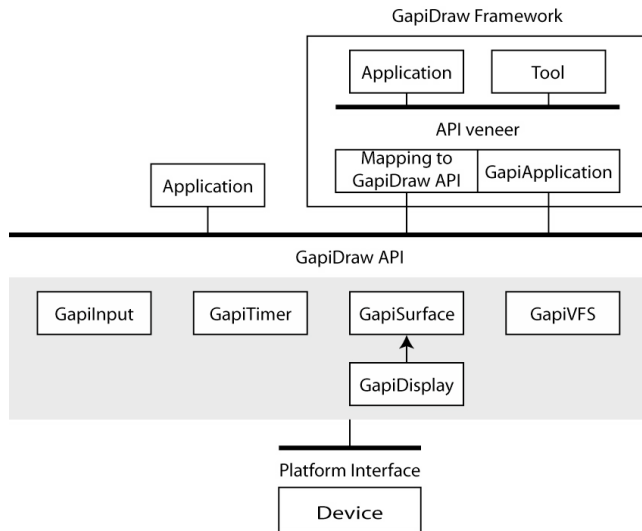 GapiDraw Framework
Application
Tool
API veneer
Mapping to
GapiDraw API
GapiApplication
Application
GapiDraw API
GapiInput
GapiTimer
GapiSurface
GapiVFS
GapiDisplay
Platform Interface
Device